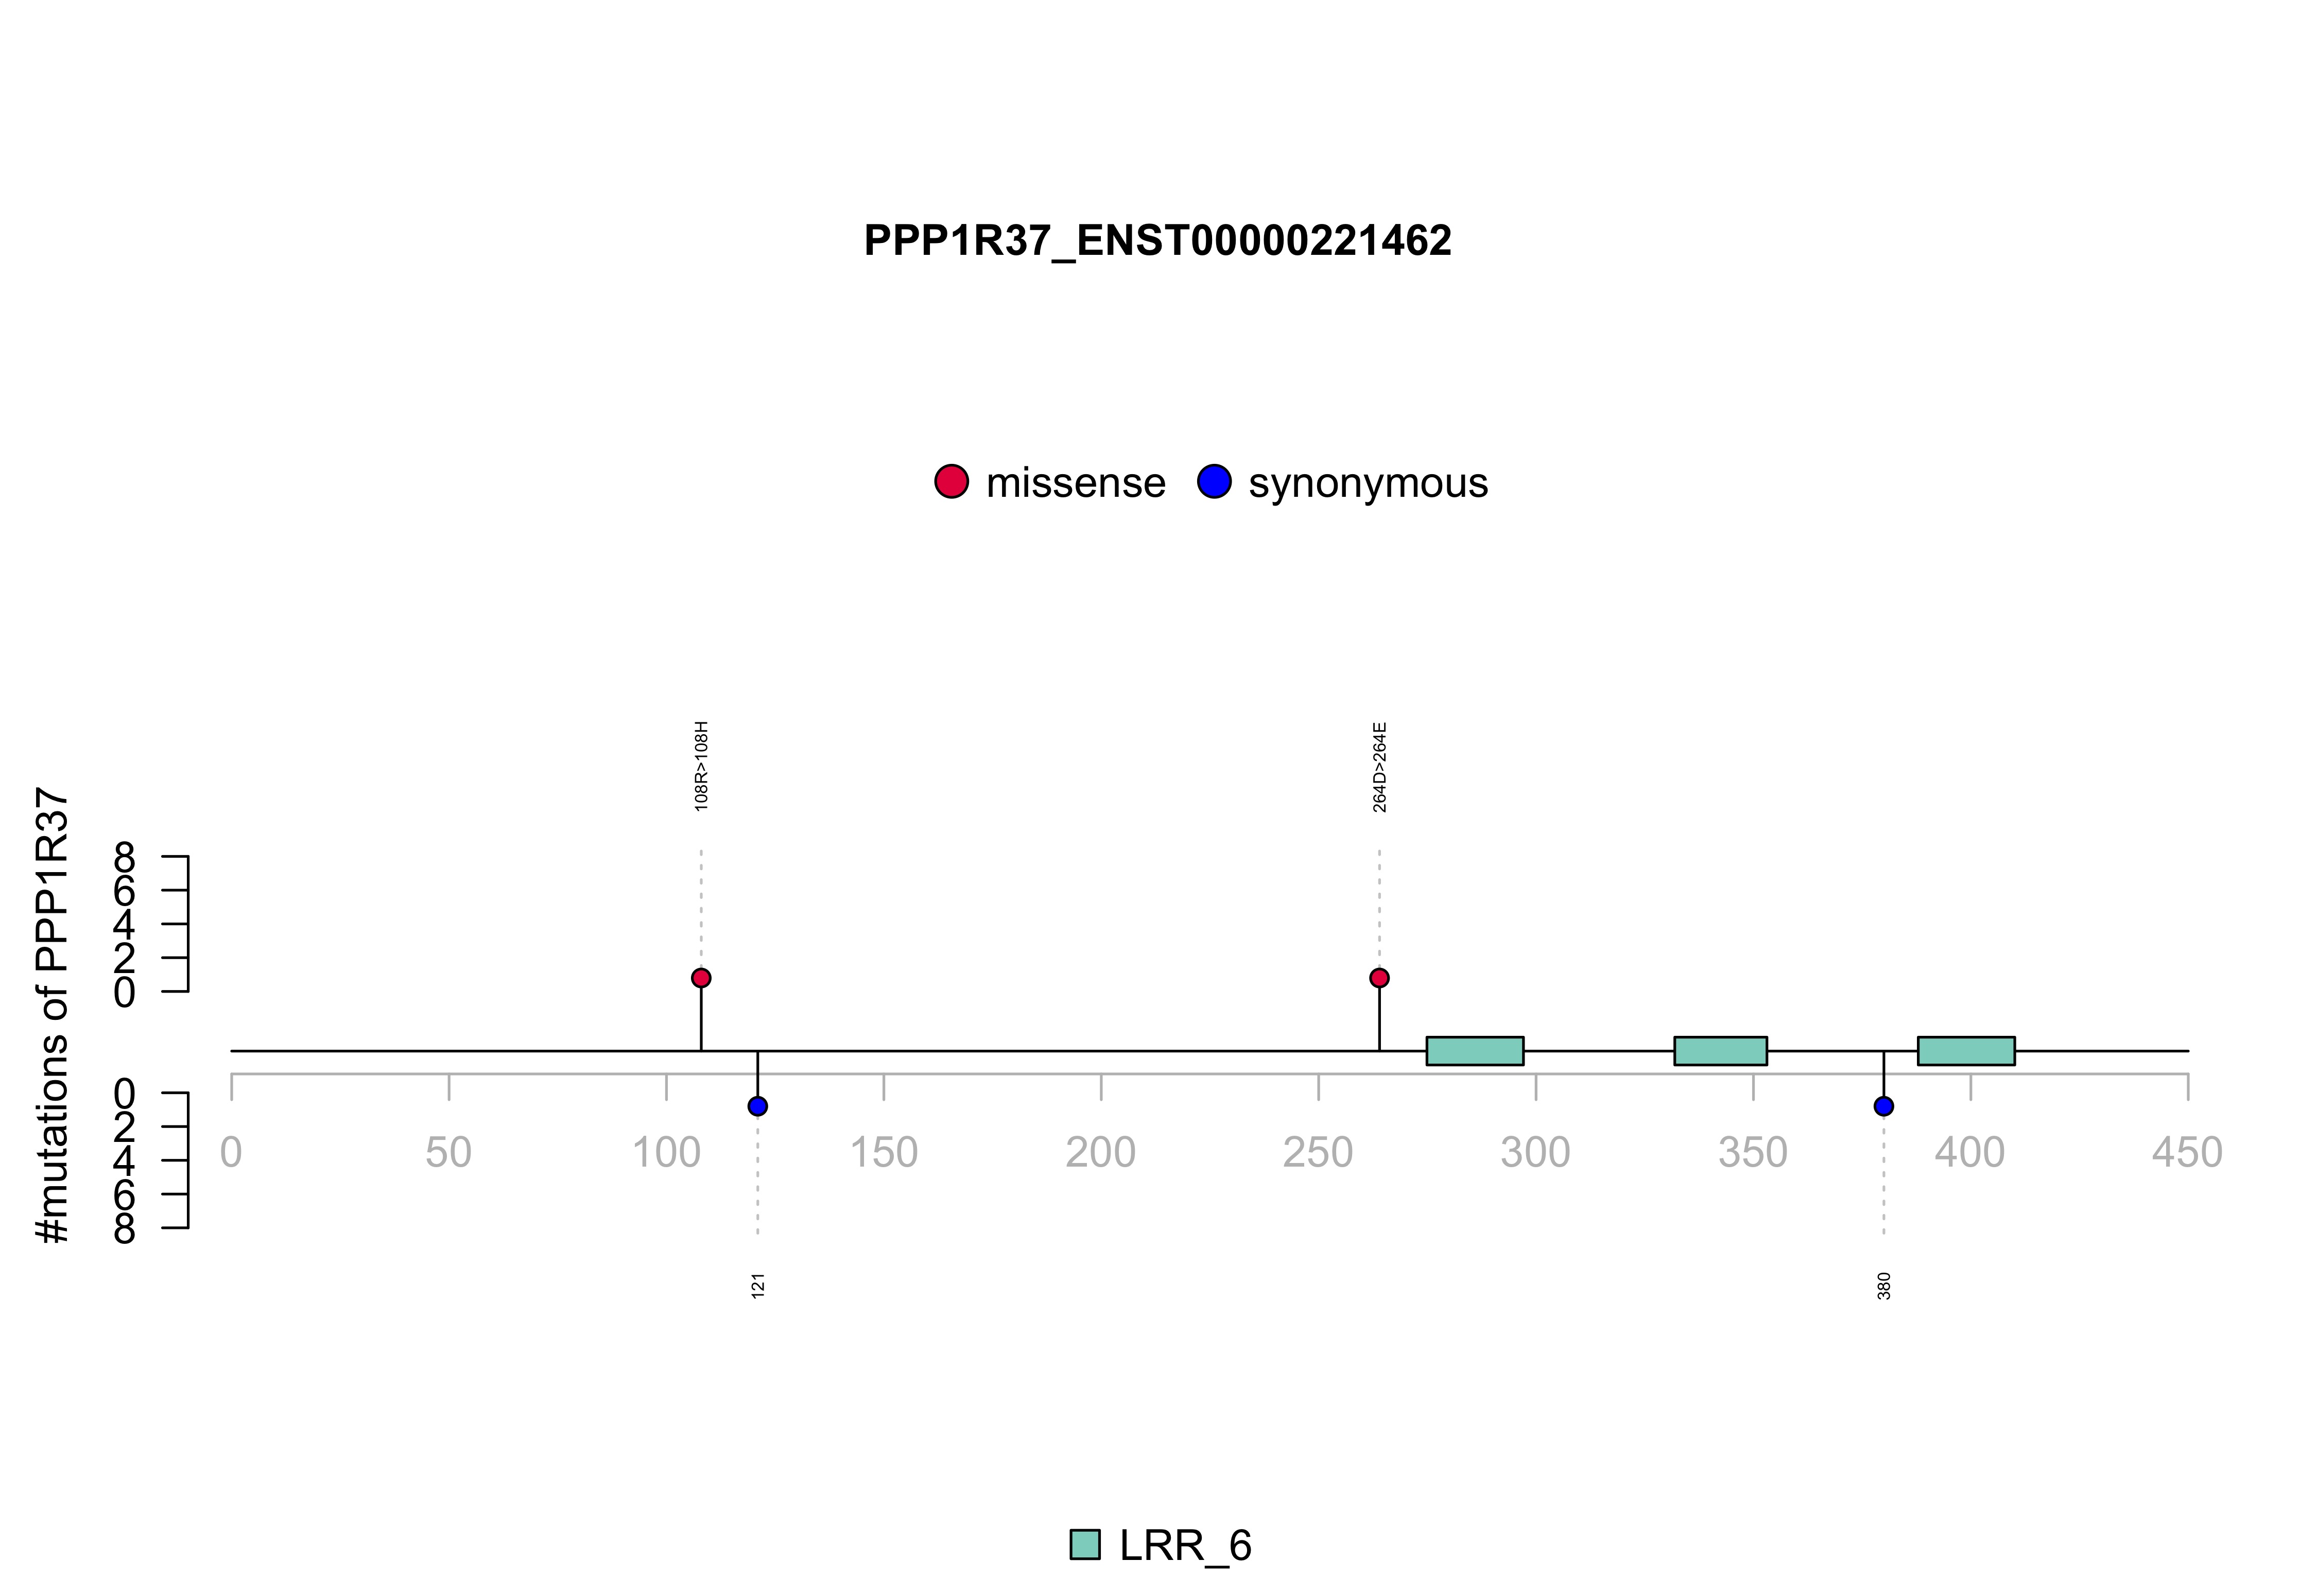 PPP1R37_ENST00000221462
missense synonymous
108R>108H
264D>264E
#mutations of PPP1R37
8
6
4
2
0
0
2
4
6
8
0 50 100 150 200 250 300 350 400 450
121
380
LRR_6